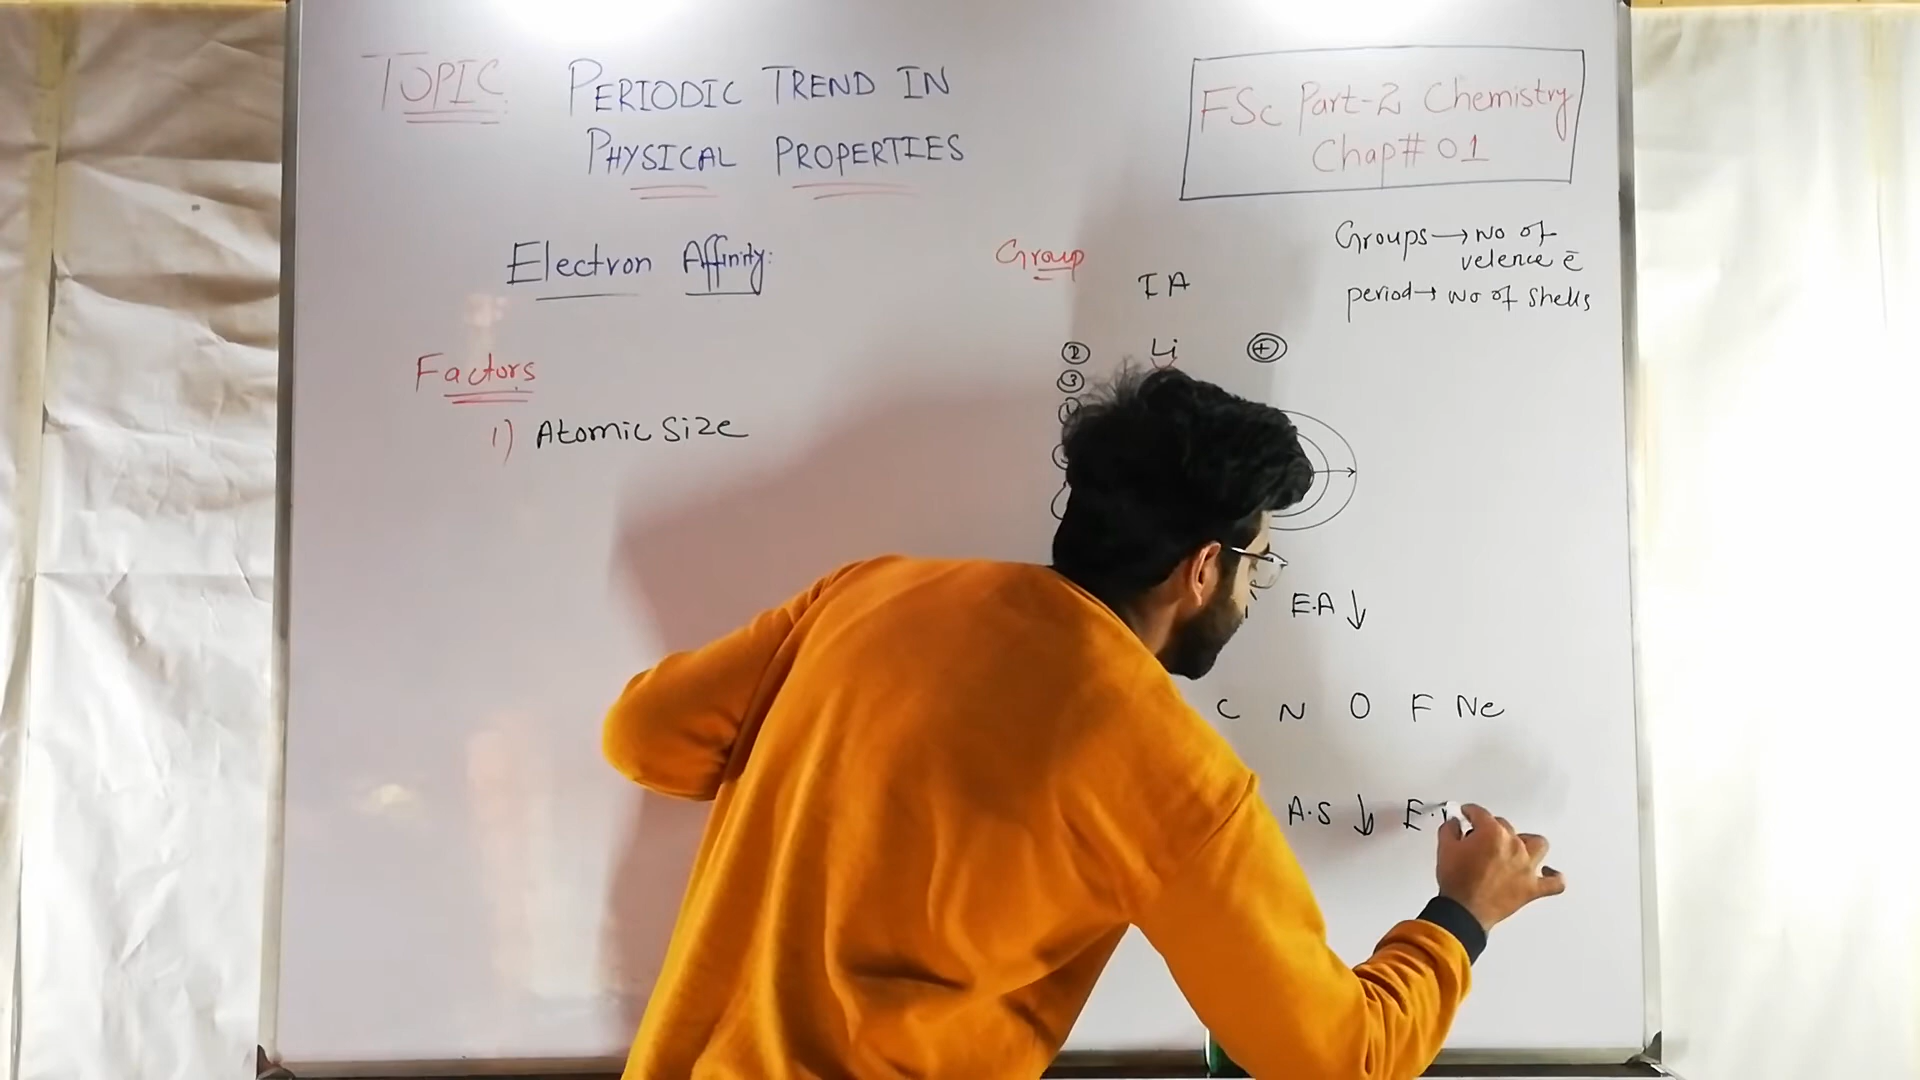 TOPIC: PERIODIC TREND IN
PHYSICAL PROPERTIES
FSc Part-2 Chemistry
Chap# 01
Electron Affinity:
Factors
1) Atomic Size
Group
Groups → No of
velence ē
period → No of Shells
IA
2 Li +
3
E.A ↓
C N O F Ne
A.S ↓ E.